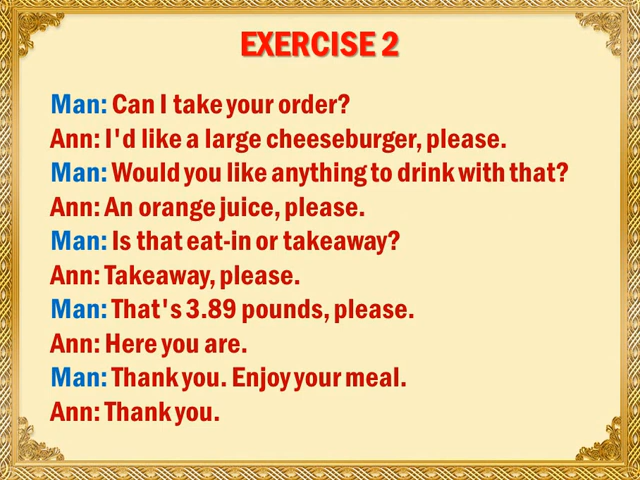 EXERCISE 2
Man: Can I take your order?
Ann: I'd like a large cheeseburger, please.
Man: Would you like anything to drink with that?
Ann: An orange juice, please.
Man: Is that eat-in or takeaway?
Ann: Takeaway, please.
Man: That's 3.89 pounds, please.
Ann: Here you are.
Man: Thank you. Enjoy your meal.
Ann: Thank you.